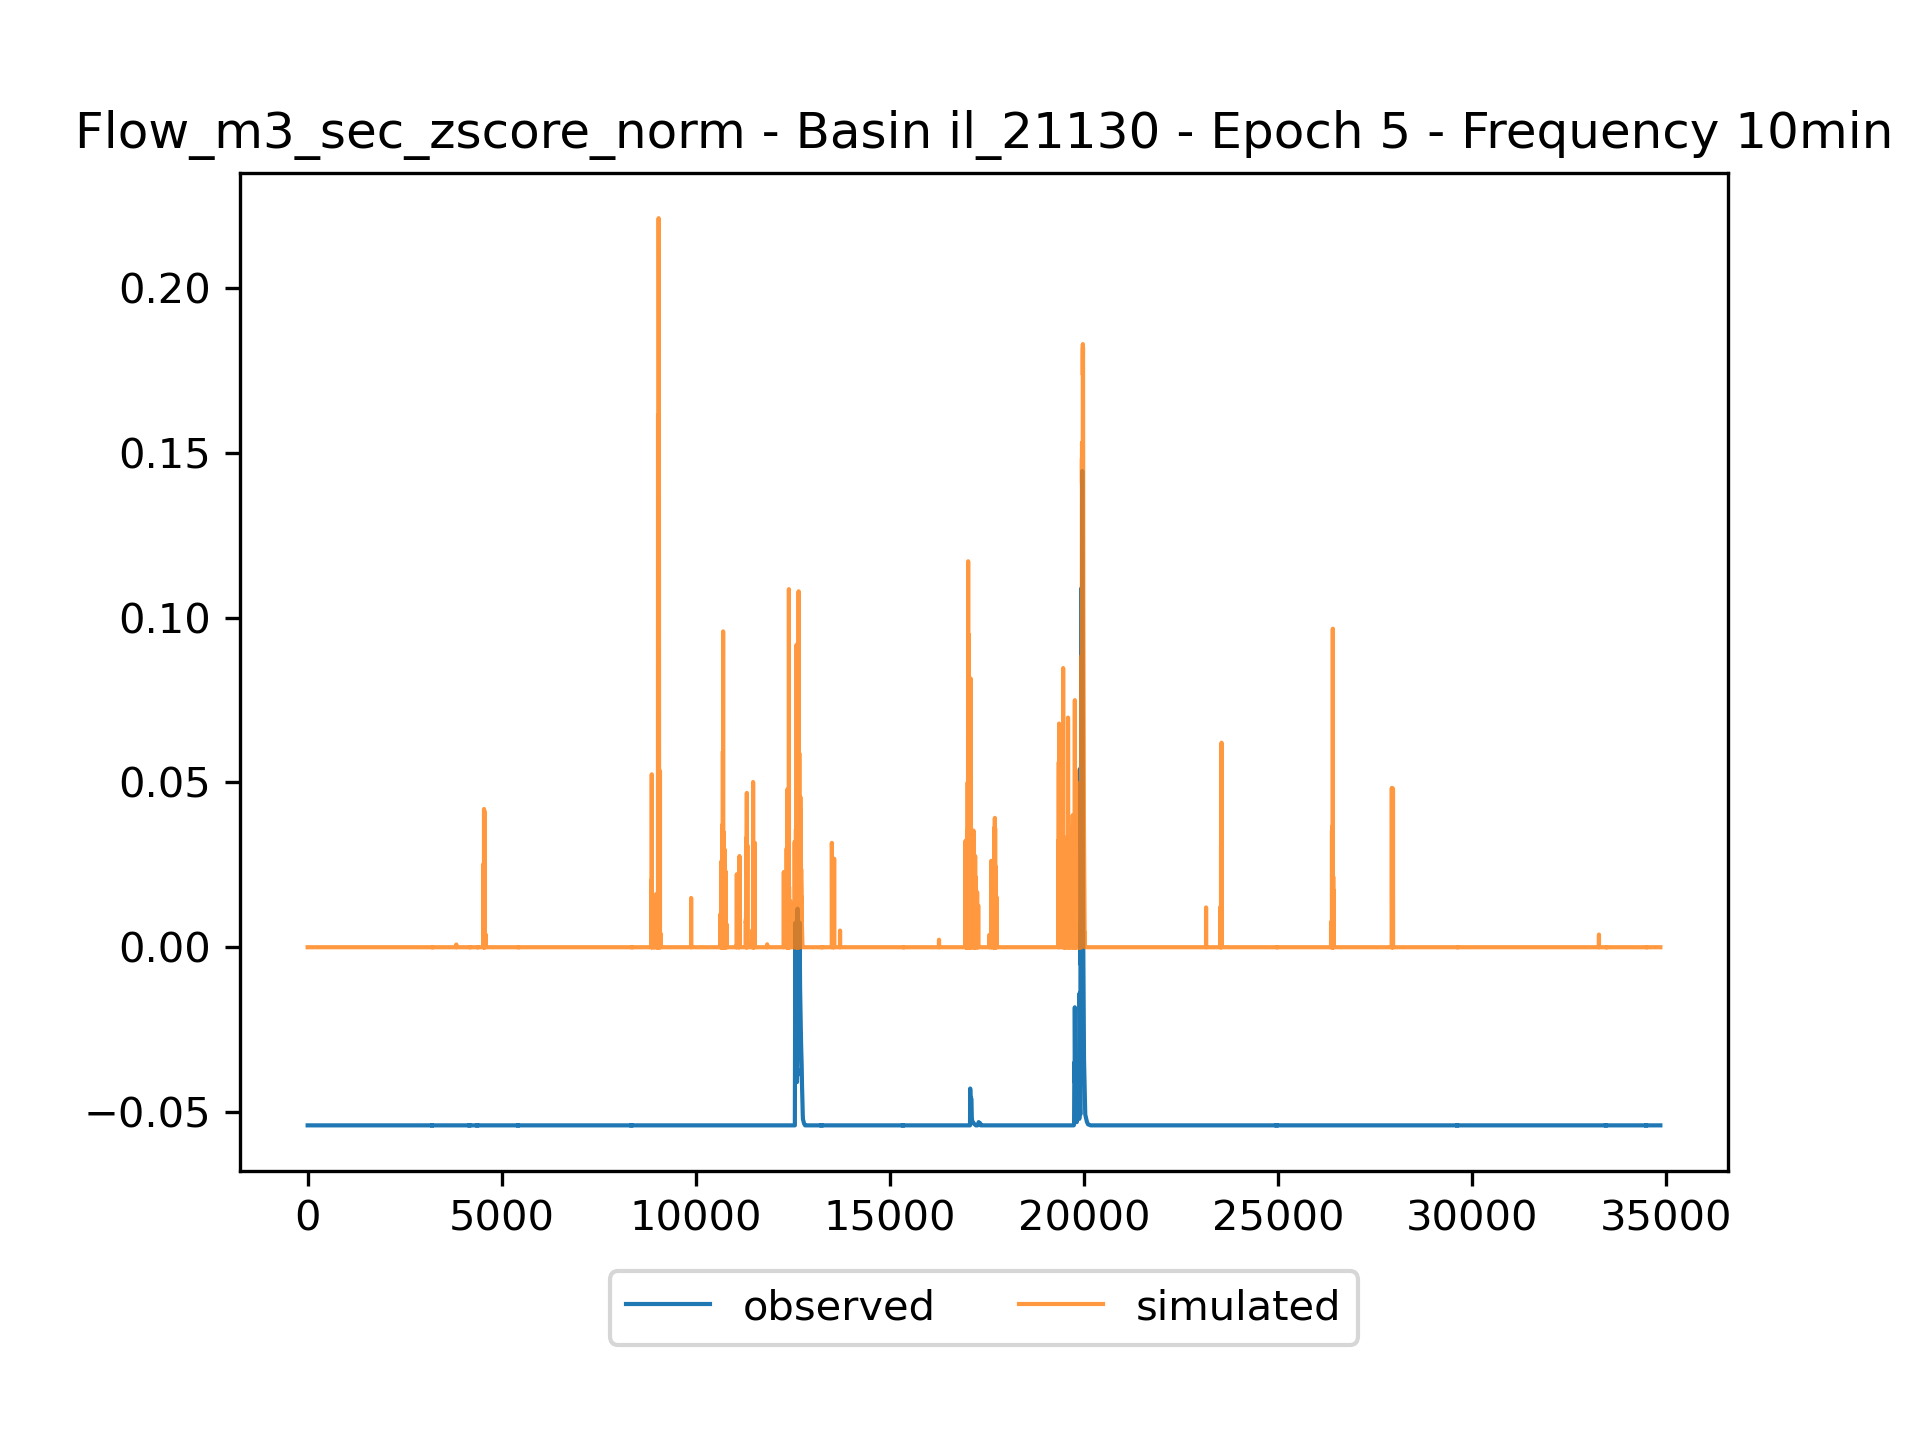 Flow_m3_sec_zscore_norm - Basin il_21130 - Epoch 5 - Frequency 10min
0.20
0.15
0.10
0.05
0.00
−0.05
0 5000 10000 15000 20000 25000 30000 35000
observed simulated